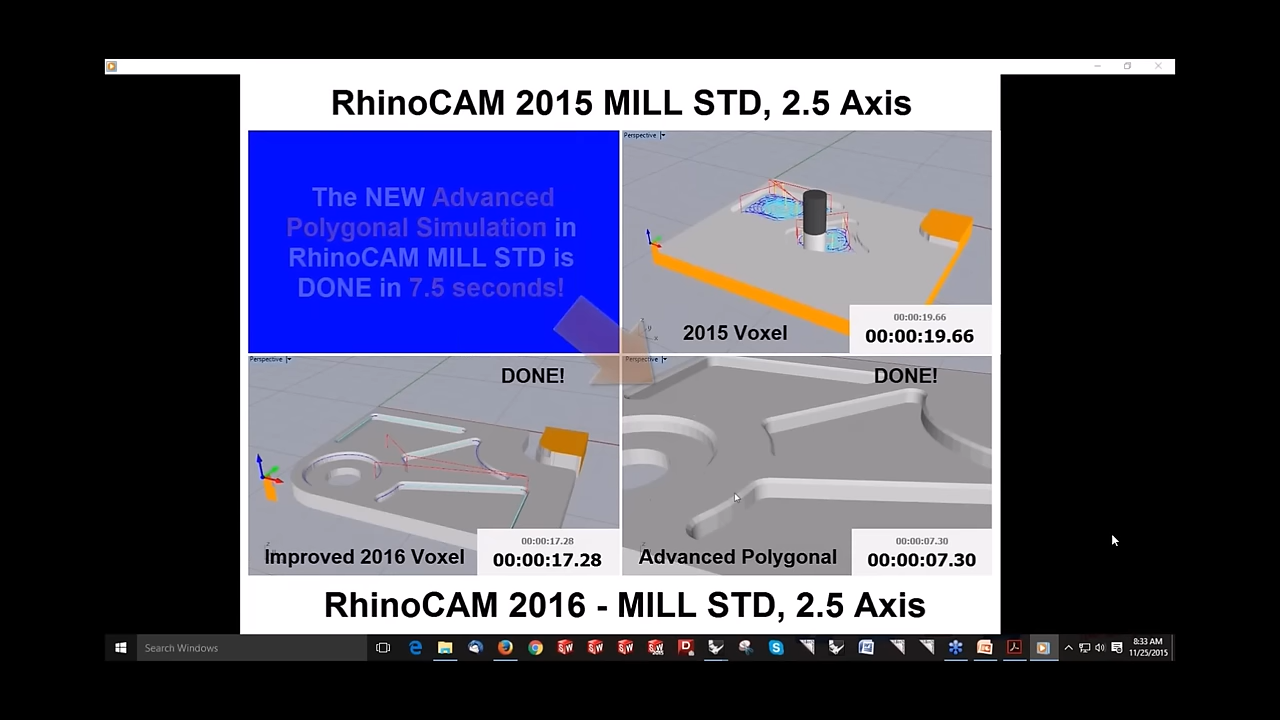 RhinoCAM 2015 MILL STD, 2.5 Axis
The NEW Advanced
Polygonal Simulation in
RhinoCAM MILL STD is
DONE in 7.5 seconds!
Perspective
2015 Voxel
00:00:19.66
00:00:19.66
Perspective
DONE!
Improved 2016 Voxel
00:00:17.28
00:00:17.28
Perspective
DONE!
Advanced Polygonal
00:00:07.30
00:00:07.30
RhinoCAM 2016 - MILL STD, 2.5 Axis
Search Windows
8:33 AM
11/25/2015